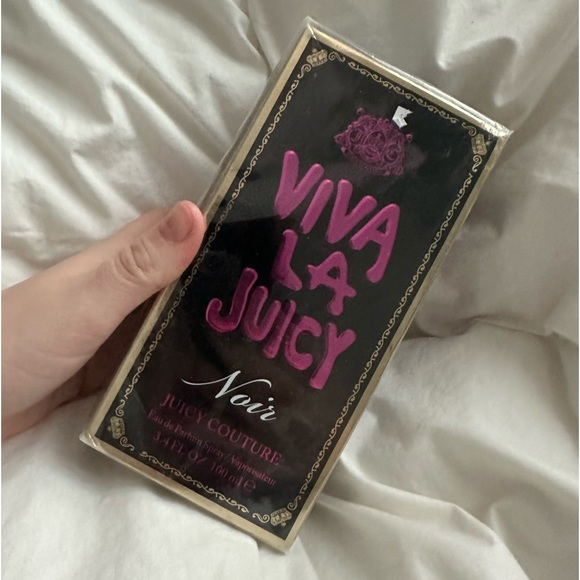 VIVA
LA
JUICY
Noir
JUICY COUTURE
Eau de Parfum Spray / Vaporisateur
3.4 FL OZ 100 ml ℮